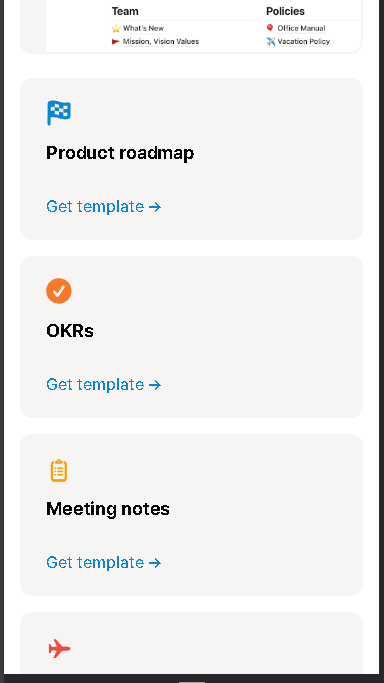 Team Policies
What's New Office Manual
Mission, Vision Values Vacation Policy
Product roadmap
Get template →
OKRs
Get template →
Meeting notes
Get template →